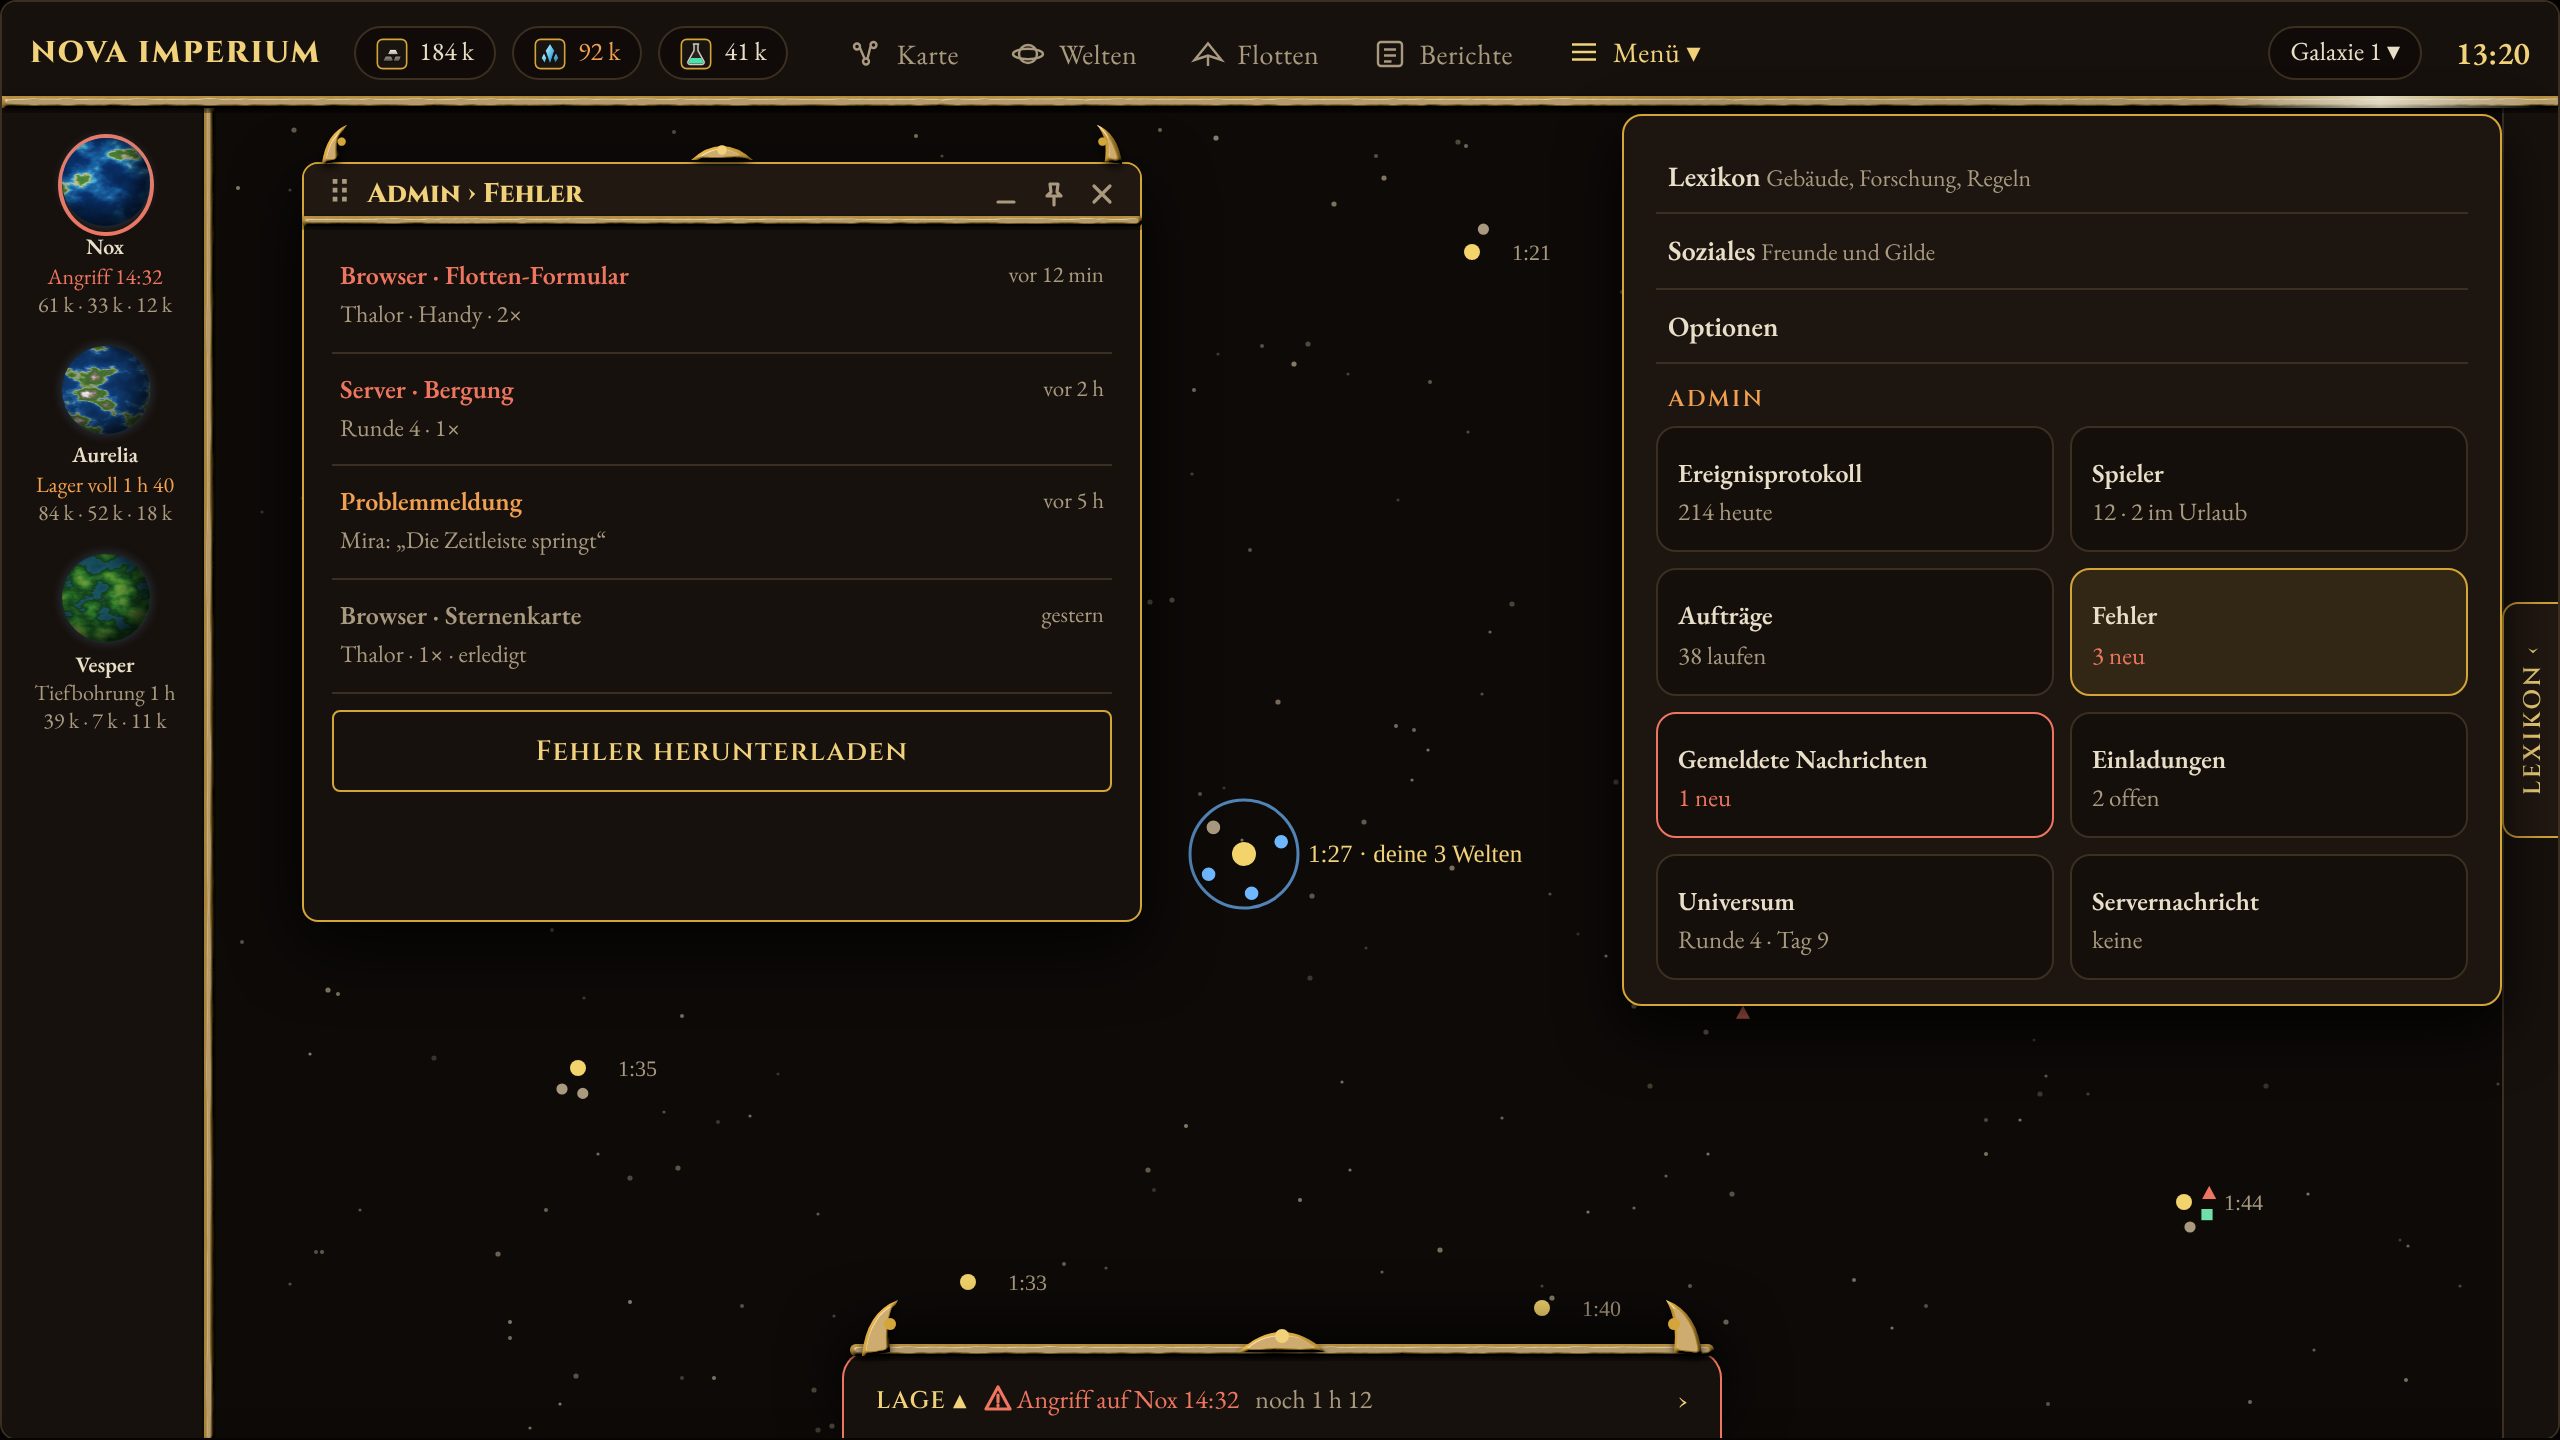 NOVA IMPERIUM
184 k
92 k
41 k
Karte
Welten
Flotten
Berichte
Menü ▾
Galaxie 1 ▾
13:20
Nox
Angriff 14:32
61 k · 33 k · 12 k
Aurelia
Lager voll 1 h 40
84 k · 52 k · 18 k
Vesper
Tiefbohrung 1 h
39 k · 7 k · 11 k
Admin › Fehler
Browser · Flotten-Formular
vor 12 min
Thalor · Handy · 2×
Server · Bergung
vor 2 h
Runde 4 · 1×
Problemmeldung
vor 5 h
Mira: „Die Zeitleiste springt“
Browser · Sternenkarte
gestern
Thalor · 1× · erledigt
Fehler herunterladen
1:21
1:27 · deine 3 Welten
1:35
1:33
1:40
1:44
Lexikon Gebäude, Forschung, Regeln
Soziales Freunde und Gilde
Optionen
ADMIN
Ereignisprotokoll
214 heute
Spieler
12 · 2 im Urlaub
Aufträge
38 laufen
Fehler
3 neu
Gemeldete Nachrichten
1 neu
Einladungen
2 offen
Universum
Runde 4 · Tag 9
Servernachricht
keine
LEXIKON ›
LAGE ▴ Angriff auf Nox 14:32 noch 1 h 12 ›